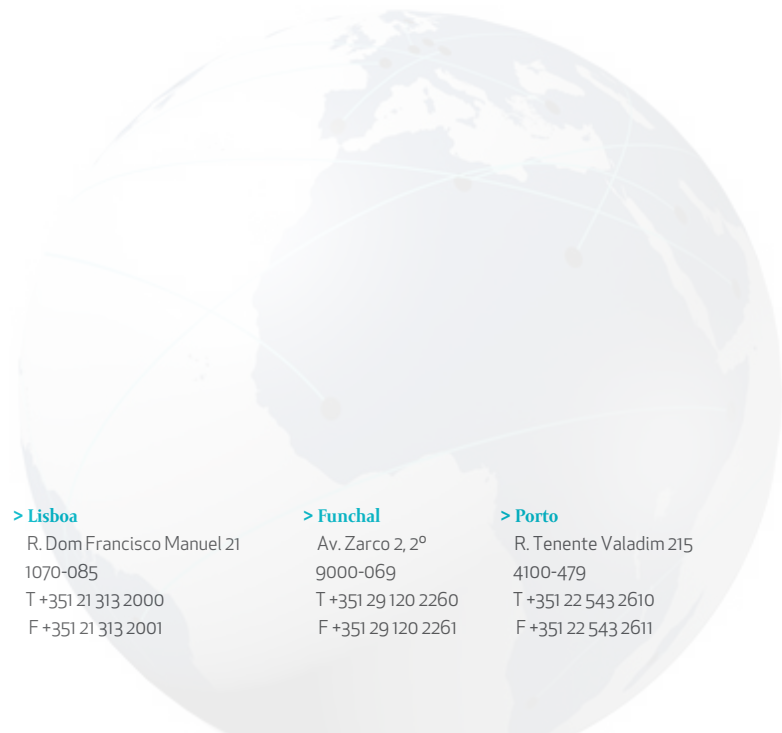 > Lisboa
R. Dom Francisco Manuel 21
1070-085
T +351 21 313 2000
F +351 21 313 2001
> Funchal
Av. Zarco 2, 2º
9000-069
T +351 29 120 2260
F +351 29 120 2261
> Porto
R. Tenente Valadim 215
4100-479
T +351 22 543 2610
F +351 22 543 2611